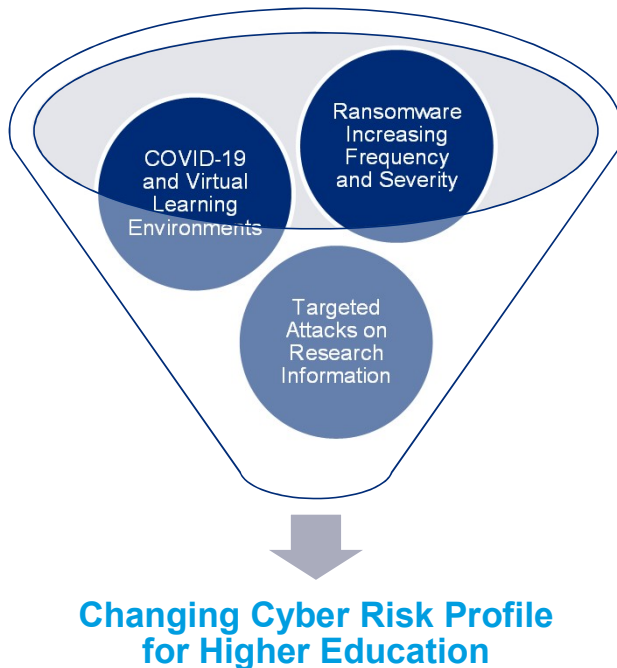 Ransomware
Increasing
Frequency
and Severity
COVID-19
and Virtual
Learning
Environments
Targeted
Attacks on
Research
Information
Changing Cyber Risk Profile
for Higher Education